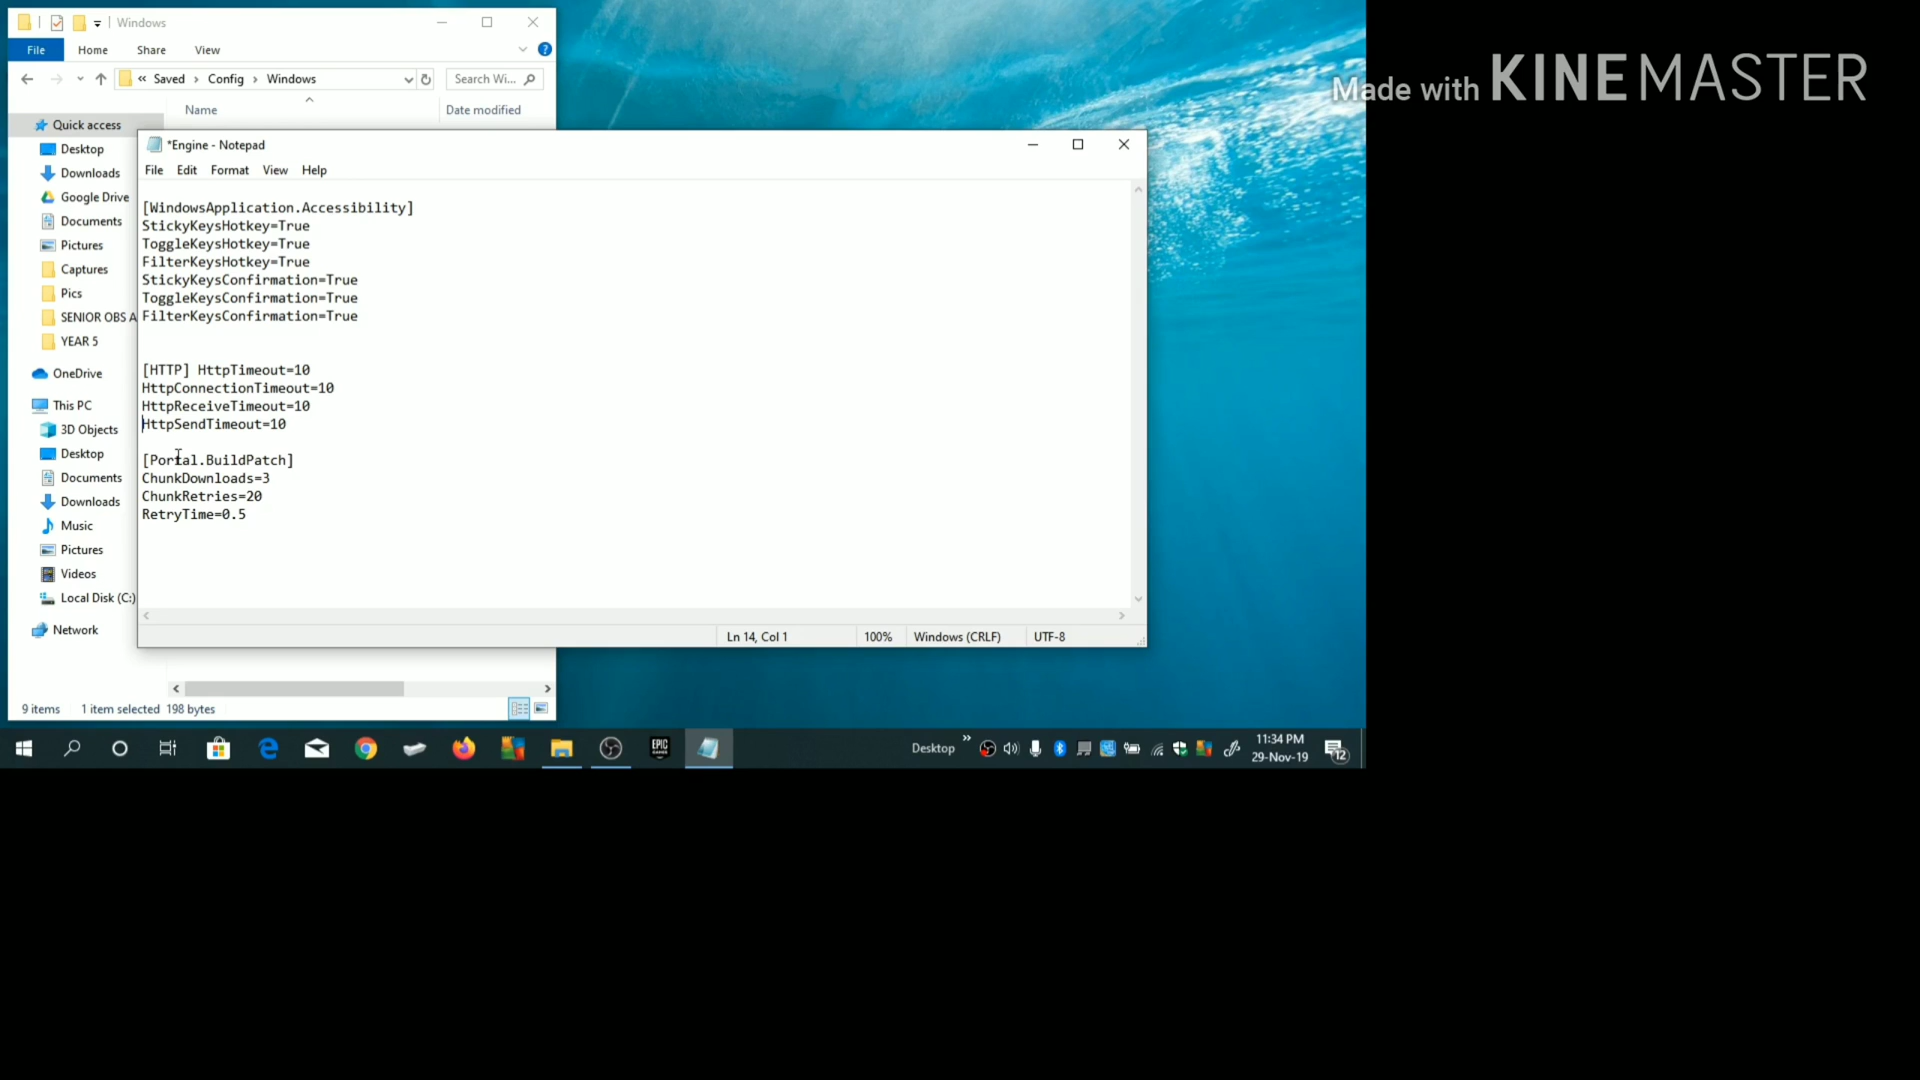 Windows
File Home Share View
« Saved › Config › Windows
Search Wi...
Name Date modified
Quick access
Desktop
Downloads
Google Drive
Documents
Pictures
Captures
Pics
SENIOR OBS A
YEAR 5
OneDrive
This PC
3D Objects
Desktop
Documents
Downloads
Music
Pictures
Videos
Local Disk (C:)
Network
9 items 1 item selected 198 bytes
*Engine - Notepad
File Edit Format View Help
[WindowsApplication.Accessibility]
StickyKeysHotkey=True
ToggleKeysHotkey=True
FilterKeysHotkey=True
StickyKeysConfirmation=True
ToggleKeysConfirmation=True
FilterKeysConfirmation=True
[HTTP] HttpTimeout=10
HttpConnectionTimeout=10
HttpReceiveTimeout=10
HttpSendTimeout=10
[Portal.BuildPatch]
ChunkDownloads=3
ChunkRetries=20
RetryTime=0.5
Ln 14, Col 1 100% Windows (CRLF) UTF-8
Made with KINEMASTER
EPIC GAMES
Desktop »
11:34 PM
29-Nov-19
12